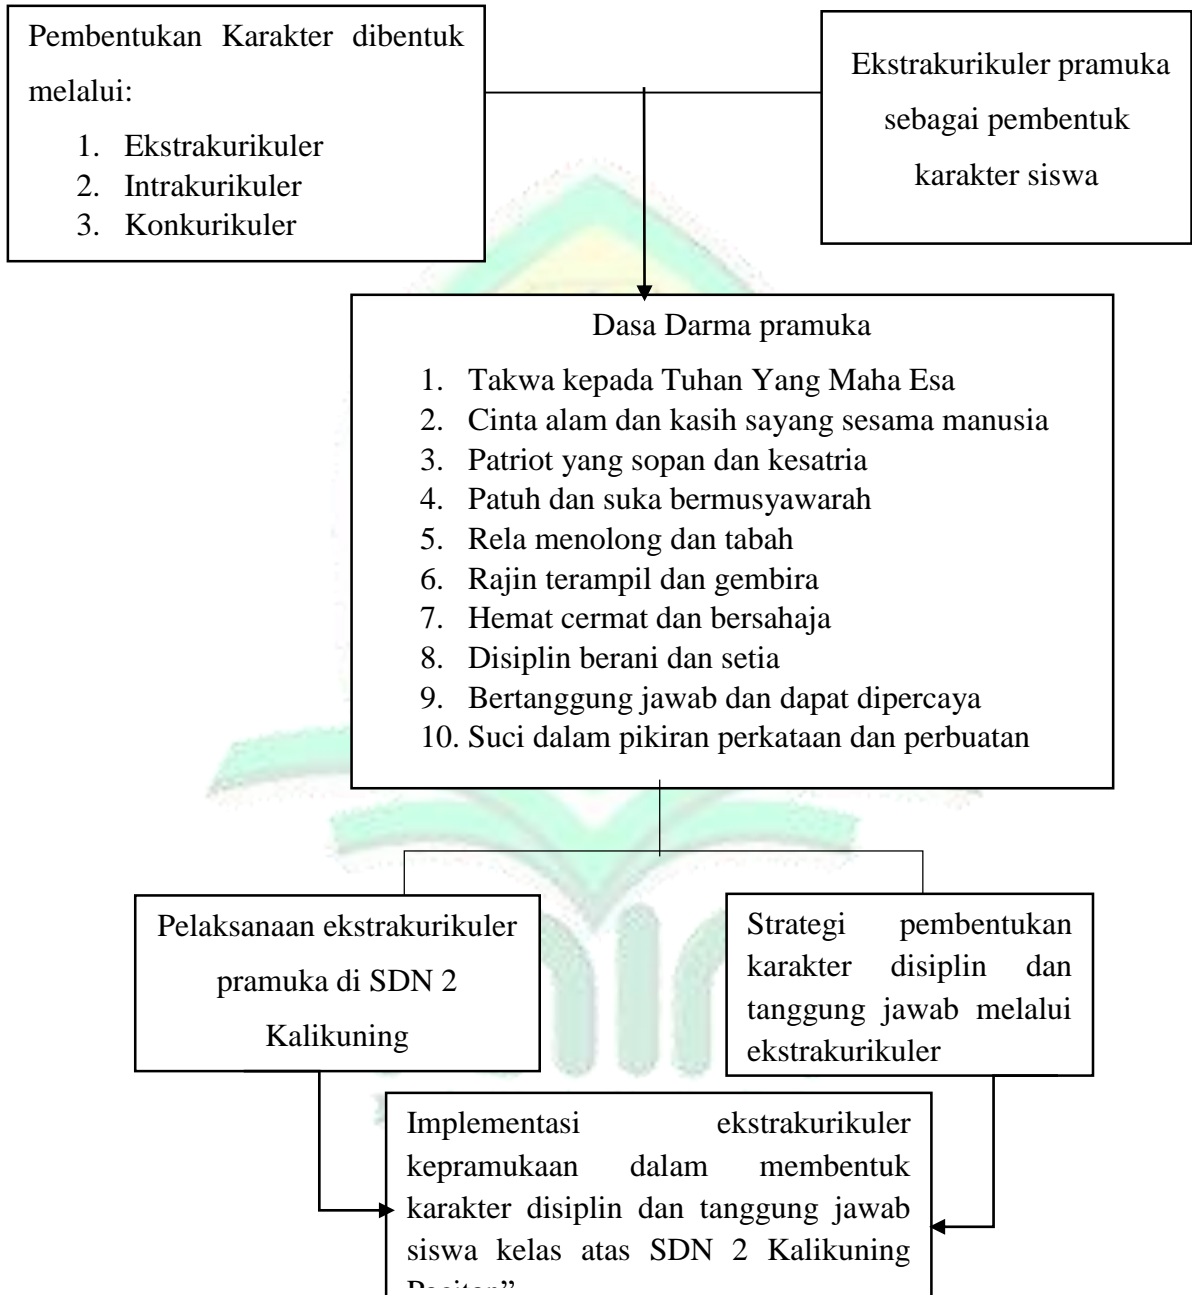 Pembentukan Karakter dibentuk
melalui:
1. Ekstrakurikuler
2. Intrakurikuler
3. Konkurikuler
Ekstrakurikuler pramuka
sebagai pembentuk
karakter siswa
Dasa Darma pramuka
1. Takwa kepada Tuhan Yang Maha Esa
2. Cinta alam dan kasih sayang sesama manusia
3. Patriot yang sopan dan kesatria
4. Patuh dan suka bermusyawarah
5. Rela menolong dan tabah
6. Rajin terampil dan gembira
7. Hemat cermat dan bersahaja
8. Disiplin berani dan setia
9. Bertanggung jawab dan dapat dipercaya
10. Suci dalam pikiran perkataan dan perbuatan
Pelaksanaan ekstrakurikuler
pramuka di SDN 2
Kalikuning
Strategi pembentukan
karakter disiplin dan
tanggung jawab melalui
ekstrakurikuler
Implementasi ekstrakurikuler
kepramukaan dalam membentuk
karakter disiplin dan tanggung jawab
siswa kelas atas SDN 2 Kalikuning